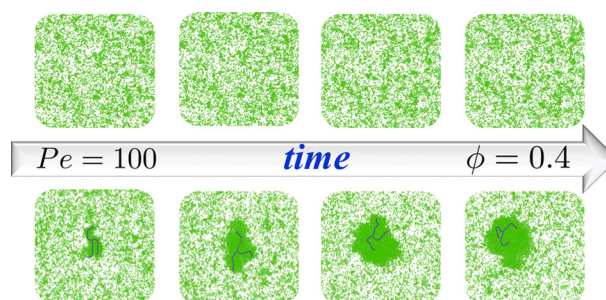 Pe = 100 time ϕ = 0.4